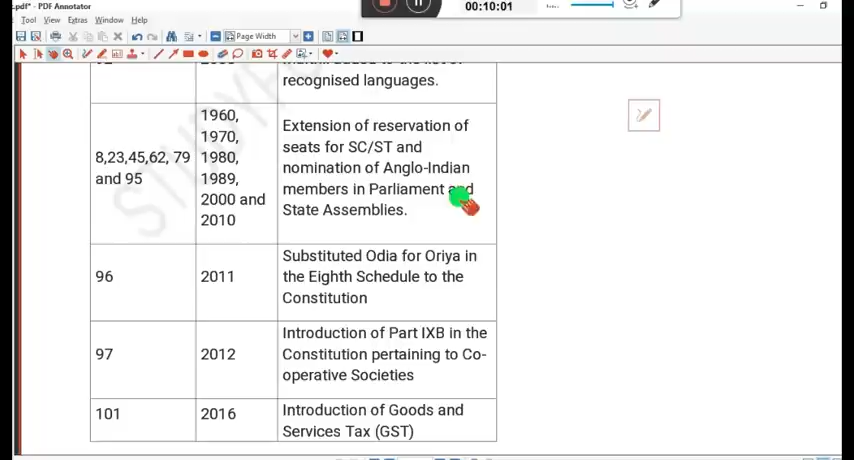 .pdf* - PDF Annotator
00:10:01
Tool View Extras Window Help
Page Width
recognised languages.
8,23,45,62, 79
and 95
1960,
1970,
1980,
1989,
2000 and
2010
Extension of reservation of
seats for SC/ST and
nomination of Anglo-Indian
members in Parliament and
State Assemblies.
96
2011
Substituted Odia for Oriya in
the Eighth Schedule to the
Constitution
97
2012
Introduction of Part IXB in the
Constitution pertaining to Co-
operative Societies
101
2016
Introduction of Goods and
Services Tax (GST)